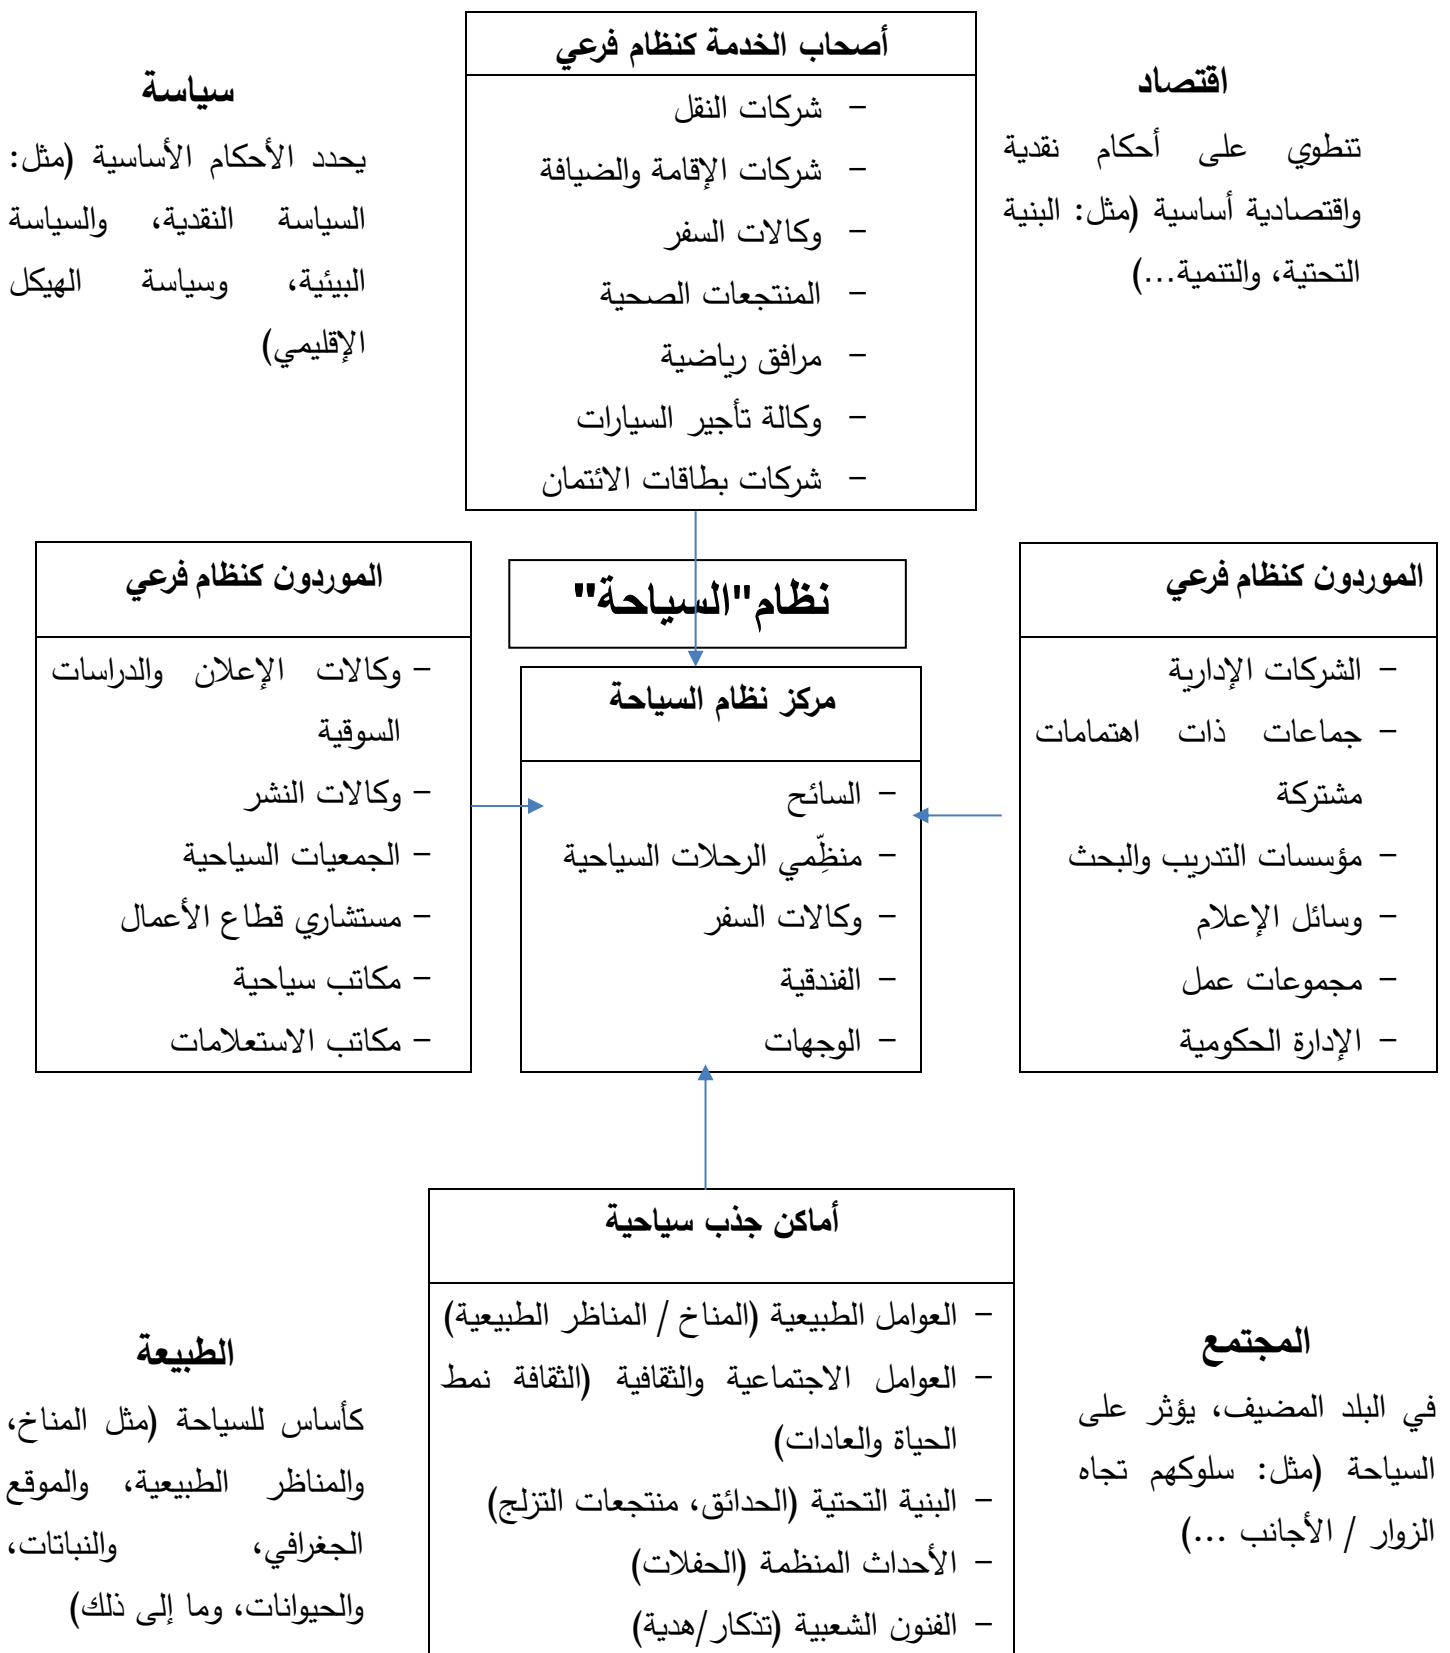 أصحاب الخدمة كنظام فرعي
- شركات النقل
- شركات الإقامة والضيافة
- وكالات السفر
- المنتجعات الصحية
- مرافق رياضية
- وكالة تأجير السيارات
- شركات بطاقات الائتمان
اقتصاد
تنطوي على أحكام نقدية
واقتصادية أساسية (مثل: البنية
التحتية، والتنمية...)
سياسة
يحدد الأحكام الأساسية (مثل:
السياسة النقدية، والسياسة
البيئية، وسياسة الهيكل
الإقليمي)
نظام"السياحة"
الموردون كنظام فرعي
- الشركات الإدارية
- جماعات ذات اهتمامات
مشتركة
- مؤسسات التدريب والبحث
- وسائل الإعلام
- مجموعات عمل
- الإدارة الحكومية
مركز نظام السياحة
- السائح
- منظِّمي الرحلات السياحية
- وكالات السفر
- الفندقية
- الوجهات
الموردون كنظام فرعي
- وكالات الإعلان والدراسات
السوقية
- وكالات النشر
- الجمعيات السياحية
- مستشاري قطاع الأعمال
- مكاتب سياحية
- مكاتب الاستعلامات
أماكن جذب سياحية
- العوامل الطبيعية (المناخ / المناظر الطبيعية)
- العوامل الاجتماعية والثقافية (الثقافة نمط
الحياة والعادات)
- البنية التحتية (الحدائق، منتجعات التزلج)
- الأحداث المنظمة (الحفلات)
- الفنون الشعبية (تذكار/هدية)
المجتمع
في البلد المضيف، يؤثر على
السياحة (مثل: سلوكهم تجاه
الزوار / الأجانب ...)
الطبيعة
كأساس للسياحة (مثل المناخ،
والمناظر الطبيعية، والموقع
الجغرافي، والنباتات،
والحيوانات، وما إلى ذلك)